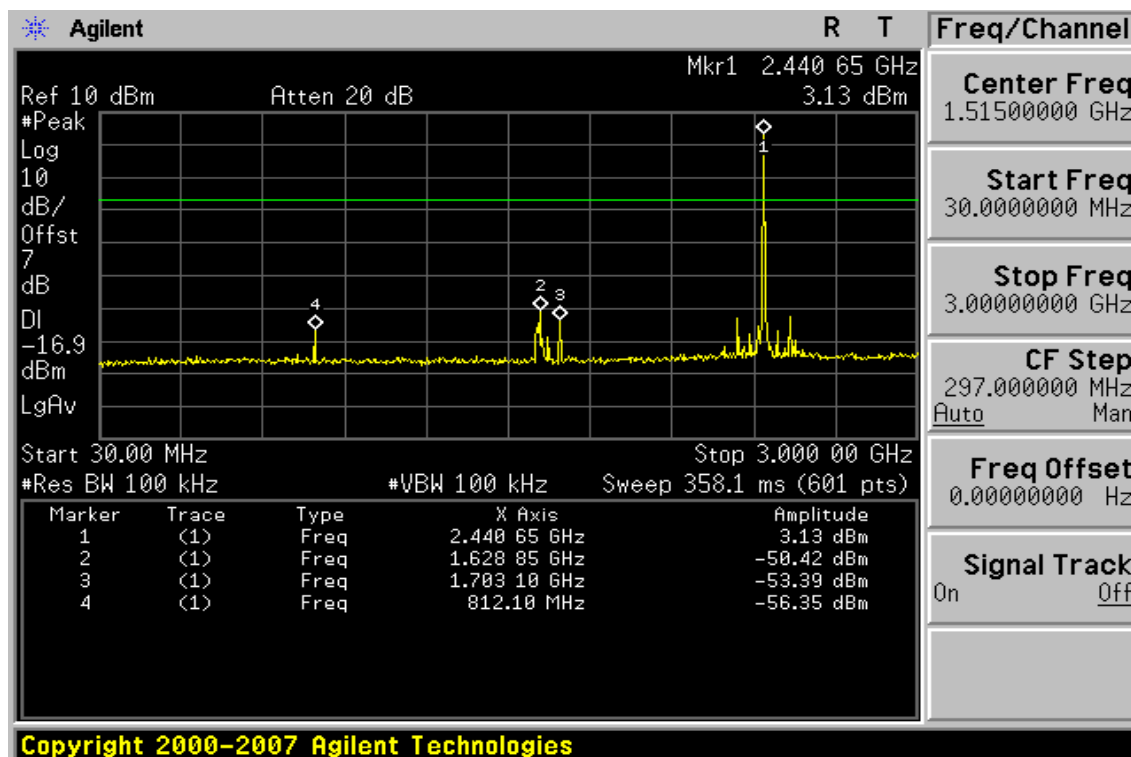 Agilent R T
Mkr1 2.440 65 GHz
Ref 10 dBm Atten 20 dB 3.13 dBm
#Peak
Log
10
dB/
Offst
7
dB
DI
-16.9
dBm
LgAv
1
2
3
4
Start 30.00 MHz Stop 3.000 00 GHz
#Res BW 100 kHz #VBW 100 kHz Sweep 358.1 ms (601 pts)
Marker Trace Type X Axis Amplitude
1 (1) Freq 2.440 65 GHz 3.13 dBm
2 (1) Freq 1.628 85 GHz -50.42 dBm
3 (1) Freq 1.703 10 GHz -53.39 dBm
4 (1) Freq 812.10 MHz -56.35 dBm
Freq/Channel
Center Freq
1.51500000 GHz
Start Freq
30.0000000 MHz
Stop Freq
3.00000000 GHz
CF Step
297.000000 MHz
Auto Man
Freq Offset
0.00000000 Hz
Signal Track
On Off
Copyright 2000-2007 Agilent Technologies